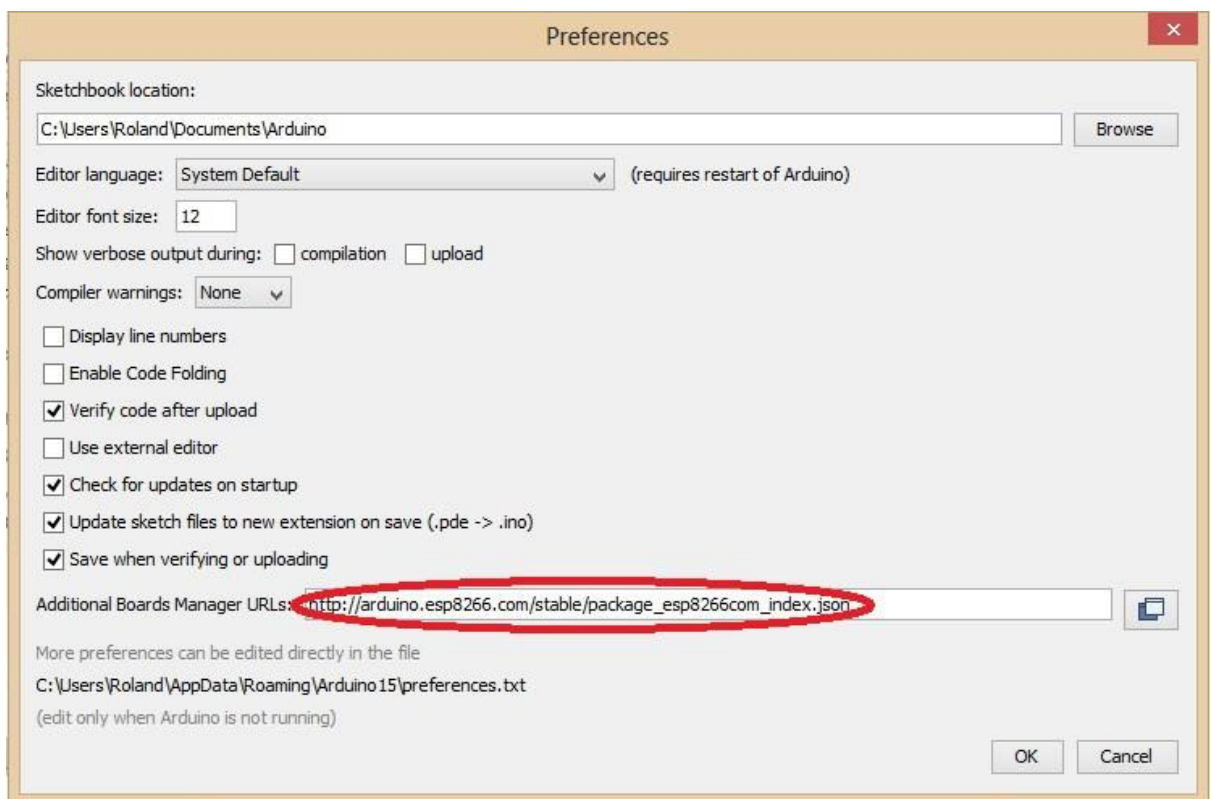 Preferences
Sketchbook location:
C:\Users\Roland\Documents\Arduino Browse
Editor language: System Default (requires restart of Arduino)
Editor font size: 12
Show verbose output during: compilation upload
Compiler warnings: None
Display line numbers
Enable Code Folding
Verify code after upload
Use external editor
Check for updates on startup
Update sketch files to new extension on save (.pde -> .ino)
Save when verifying or uploading
Additional Boards Manager URLs: http://arduino.esp8266.com/stable/package_esp8266com_index.json
More preferences can be edited directly in the file
C:\Users\Roland\AppData\Roaming\Arduino15\preferences.txt
(edit only when Arduino is not running)
OK Cancel